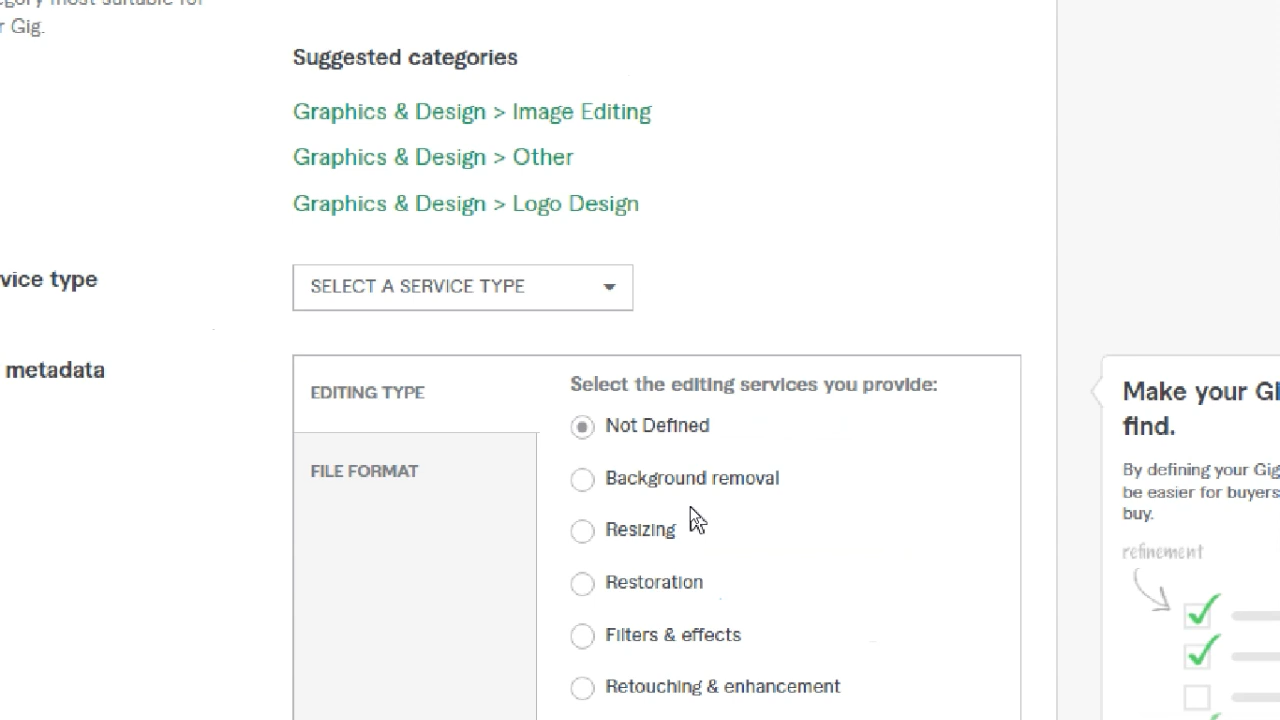 r Gig.
Suggested categories
Graphics & Design > Image Editing
Graphics & Design > Other
Graphics & Design > Logo Design
vice type
SELECT A SERVICE TYPE
metadata
EDITING TYPE
FILE FORMAT
Select the editing services you provide:
Not Defined
Background removal
Resizing
Restoration
Filters & effects
Retouching & enhancement
Make your Gi
find.
By defining your Gig
be easier for buyers
buy.
refinement